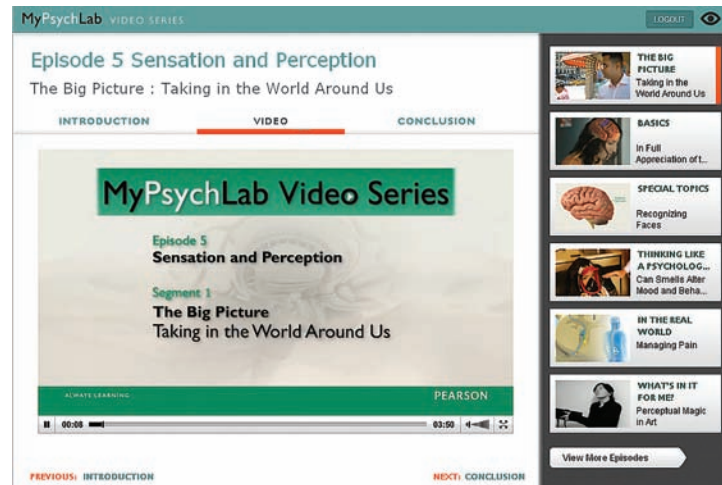 MyPsychLab VIDEO SERIES
LOGOUT
Episode 5 Sensation and Perception
The Big Picture : Taking in the World Around Us
INTRODUCTION
VIDEO
CONCLUSION
MyPsychLab Video Series
Episode 5
Sensation and Perception
Segment 1
The Big Picture
Taking in the World Around Us
ALWAYS LEARNING
PEARSON
00:08
03:50
PREVIOUS: INTRODUCTION
NEXT: CONCLUSION
THE BIG
PICTURE
Taking in the
World Around Us
BASICS
In Full
Appreciation of t...
SPECIAL TOPICS
Recognizing
Faces
THINKING LIKE
A PSYCHOLOG...
Can Smells Alter
Mood and Beha...
IN THE REAL
WORLD
Managing Pain
WHAT'S IN IT
FOR ME?
Perceptual Magic
in Art
View More Episodes